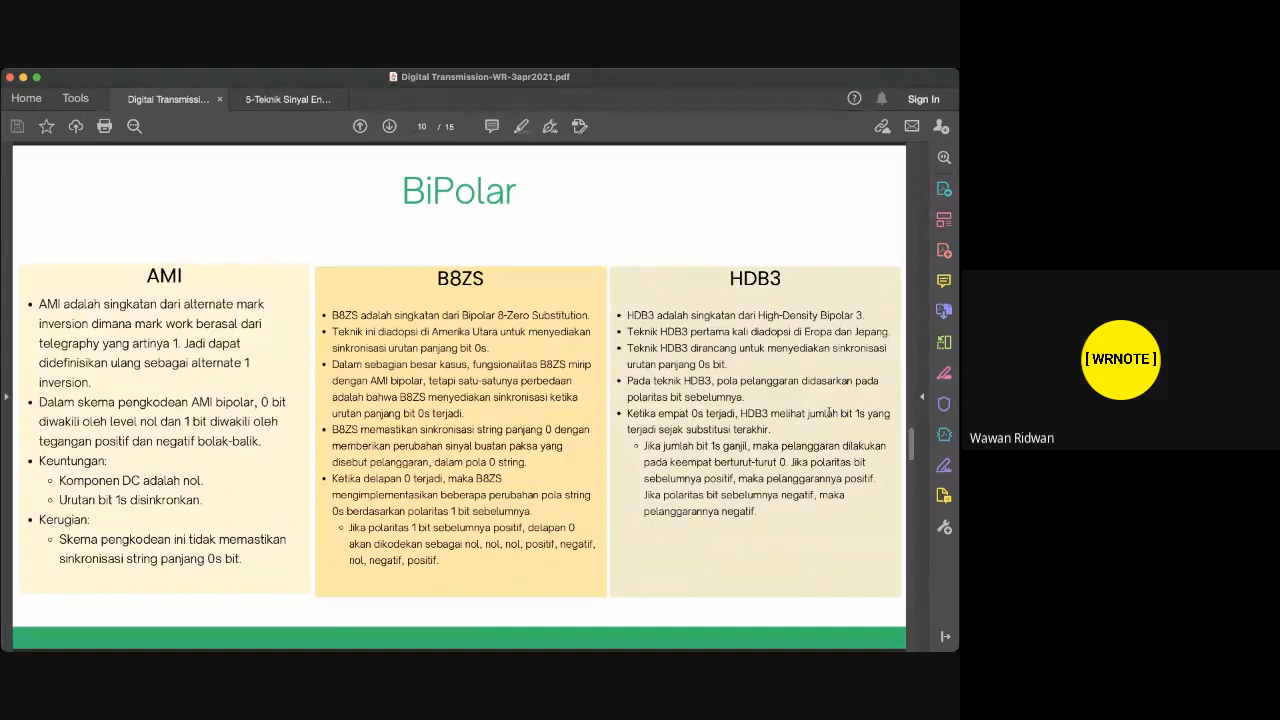 Digital Transmission-WR-3apr2021.pdf
Home
Tools
Digital Transmissi... ×
5-Teknik Sinyal En...
Sign In
10 / 15
BiPolar
AMI
• AMI adalah singkatan dari alternate mark
inversion dimana mark work berasal dari
telegraphy yang artinya 1. Jadi dapat
didefinisikan ulang sebagai alternate 1
inversion.
• Dalam skema pengkodean AMI bipolar, 0 bit
diwakili oleh level nol dan 1 bit diwakili oleh
tegangan positif dan negatif bolak-balik.
• Keuntungan:
◦ Komponen DC adalah nol.
◦ Urutan bit 1s disinkronkan.
• Kerugian:
◦ Skema pengkodean ini tidak memastikan
sinkronisasi string panjang 0s bit.
B8ZS
• B8ZS adalah singkatan dari Bipolar 8-Zero Substitution.
• Teknik ini diadopsi di Amerika Utara untuk menyediakan
sinkronisasi urutan panjang bit 0s.
• Dalam sebagian besar kasus, fungsionalitas B8ZS mirip
dengan AMI bipolar, tetapi satu-satunya perbedaan
adalah bahwa B8ZS menyediakan sinkronisasi ketika
urutan panjang bit 0s terjadi.
• B8ZS memastikan sinkronisasi string panjang 0 dengan
memberikan perubahan sinyal buatan paksa yang
disebut pelanggaran, dalam pola 0 string.
• Ketika delapan 0 terjadi, maka B8ZS
mengimplementasikan beberapa perubahan pola string
0s berdasarkan polaritas 1 bit sebelumnya.
◦ Jika polaritas 1 bit sebelumnya positif, delapan 0
akan dikodekan sebagai nol, nol, nol, positif, negatif,
nol, negatif, positif.
HDB3
• HDB3 adalah singkatan dari High-Density Bipolar 3.
• Teknik HDB3 pertama kali diadopsi di Eropa dan Jepang.
• Teknik HDB3 dirancang untuk menyediakan sinkronisasi
urutan panjang 0s bit.
• Pada teknik HDB3, pola pelanggaran didasarkan pada
polaritas bit sebelumnya.
• Ketika empat 0s terjadi, HDB3 melihat jumlah bit 1s yang
terjadi sejak substitusi terakhir.
◦ Jika jumlah bit 1s ganjil, maka pelanggaran dilakukan
pada keempat berturut-turut 0. Jika polaritas bit
sebelumnya positif, maka pelanggarannya positif.
Jika polaritas bit sebelumnya negatif, maka
pelanggarannya negatif.
[ WRNOTE ]
Wawan Ridwan